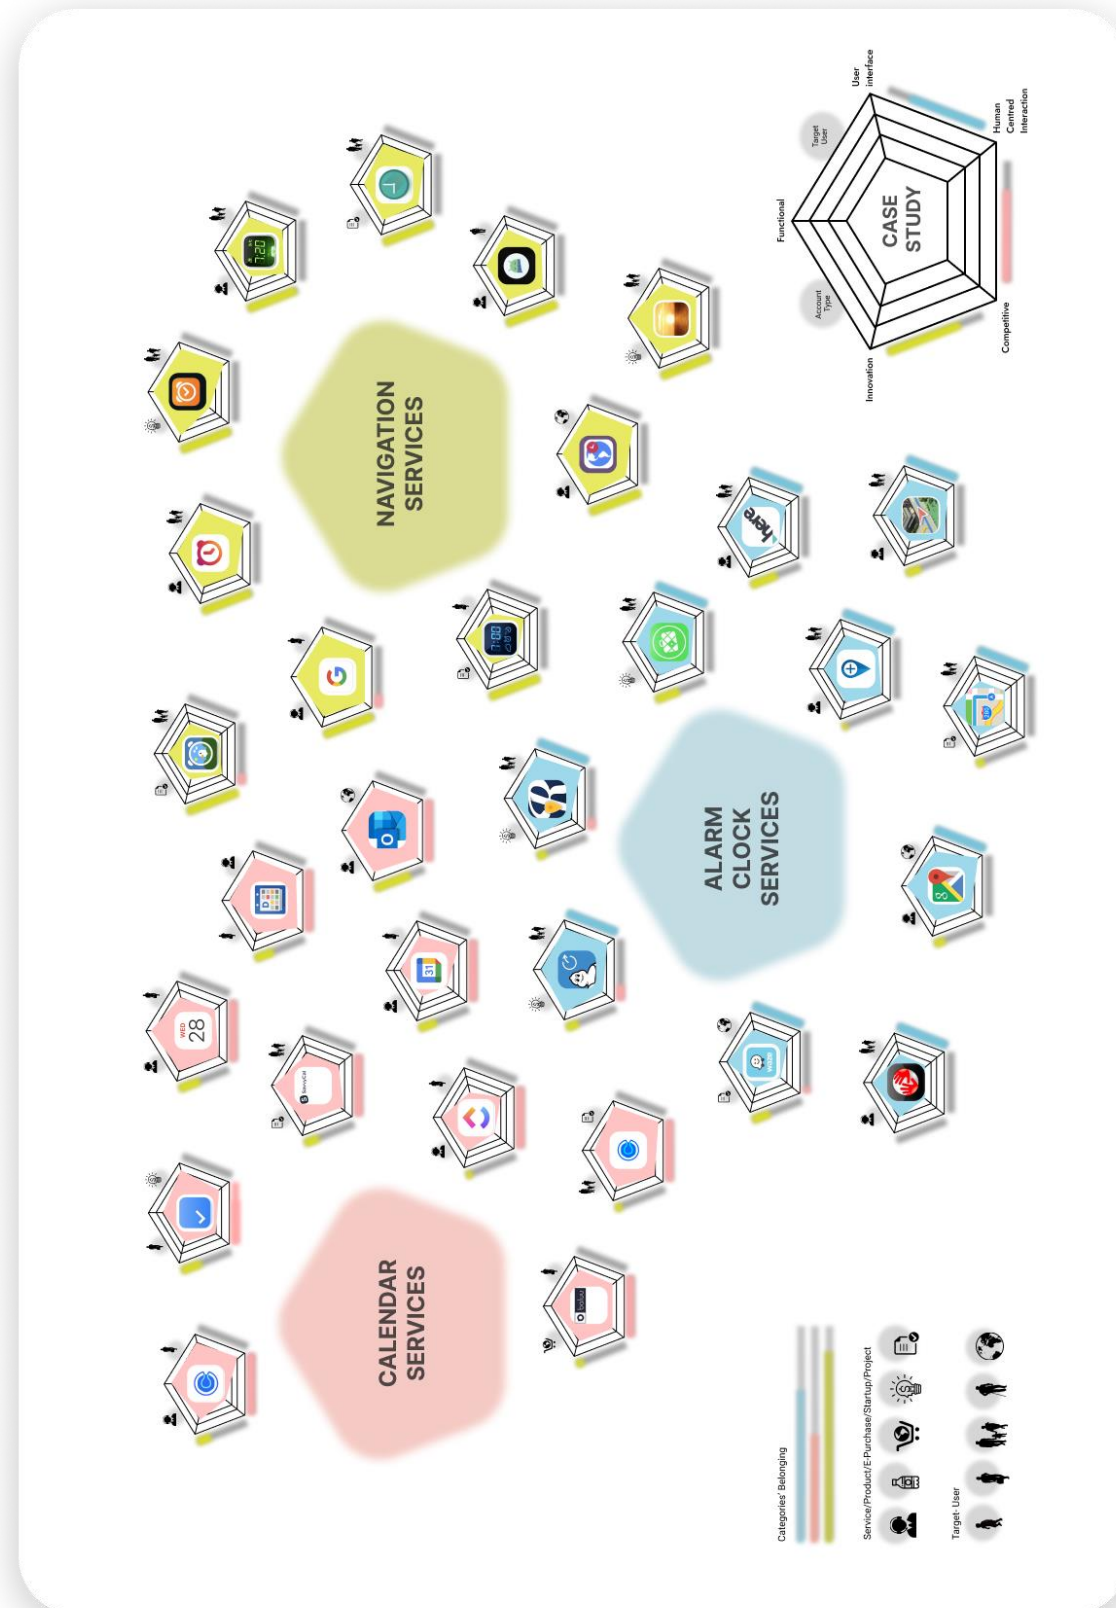 CALENDAR
SERVICES
NAVIGATION
SERVICES
ALARM
CLOCK
SERVICES
WED
28
SavvyCal
31
O
G
7:20
7:00
here
waze
Functional
Account
Type
Target
User
Innovation
User
interface
CASE
STUDY
Competitive
Human
Centred
Interaction
Categories' Belonging
Service/Product/E-Purchase/Startup/Project
Target- User